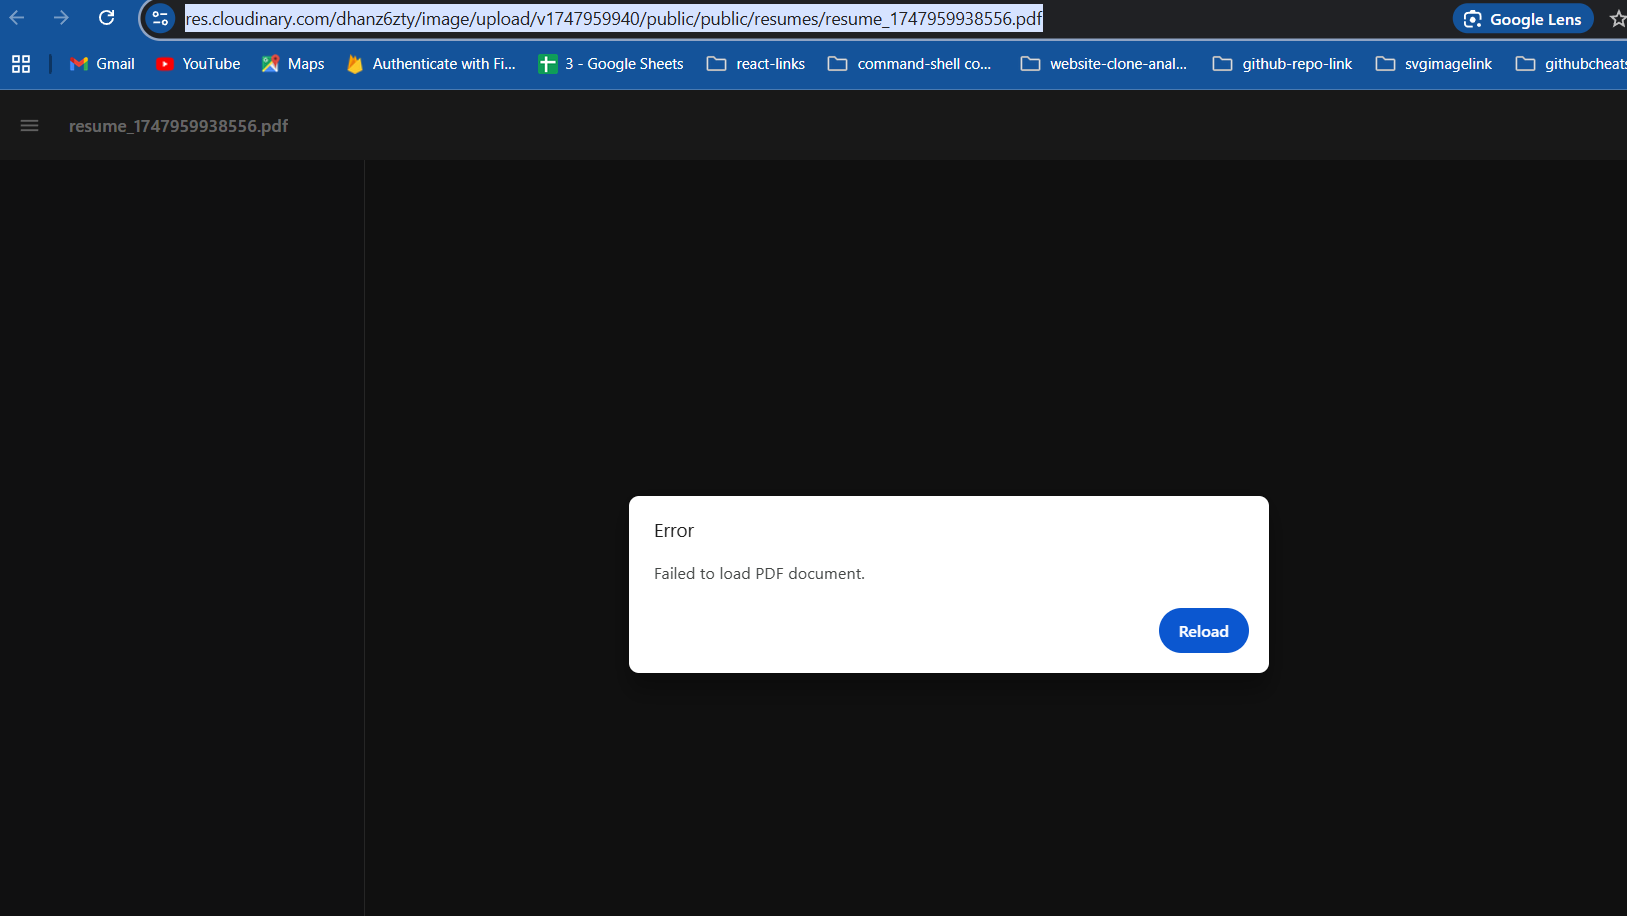 res.cloudinary.com/dhanz6zty/image/upload/v1747959940/public/public/resumes/resume_1747959938556.pdf
Google Lens
Gmail
YouTube
Maps
Authenticate with Fi...
3 - Google Sheets
react-links
command-shell co...
website-clone-anal...
github-repo-link
svgimagelink
githubcheats
resume_1747959938556.pdf
Error
Failed to load PDF document.
Reload